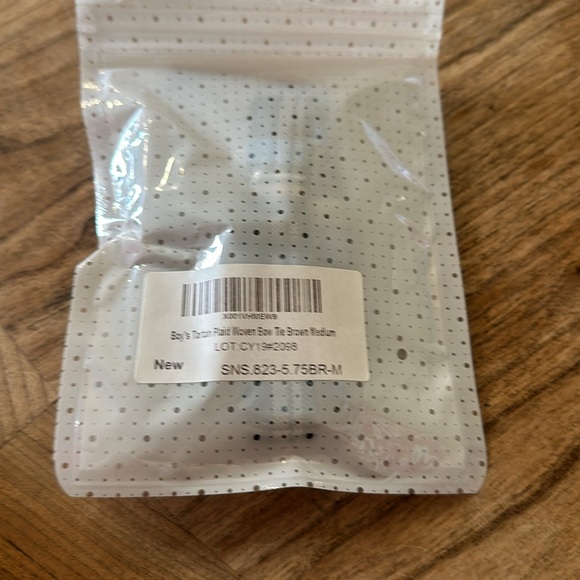 Boy's Tartan Plaid Woven Bow Tie Brown Medium
LOT:CY19#2098
New SNS.823-5.75BR-M